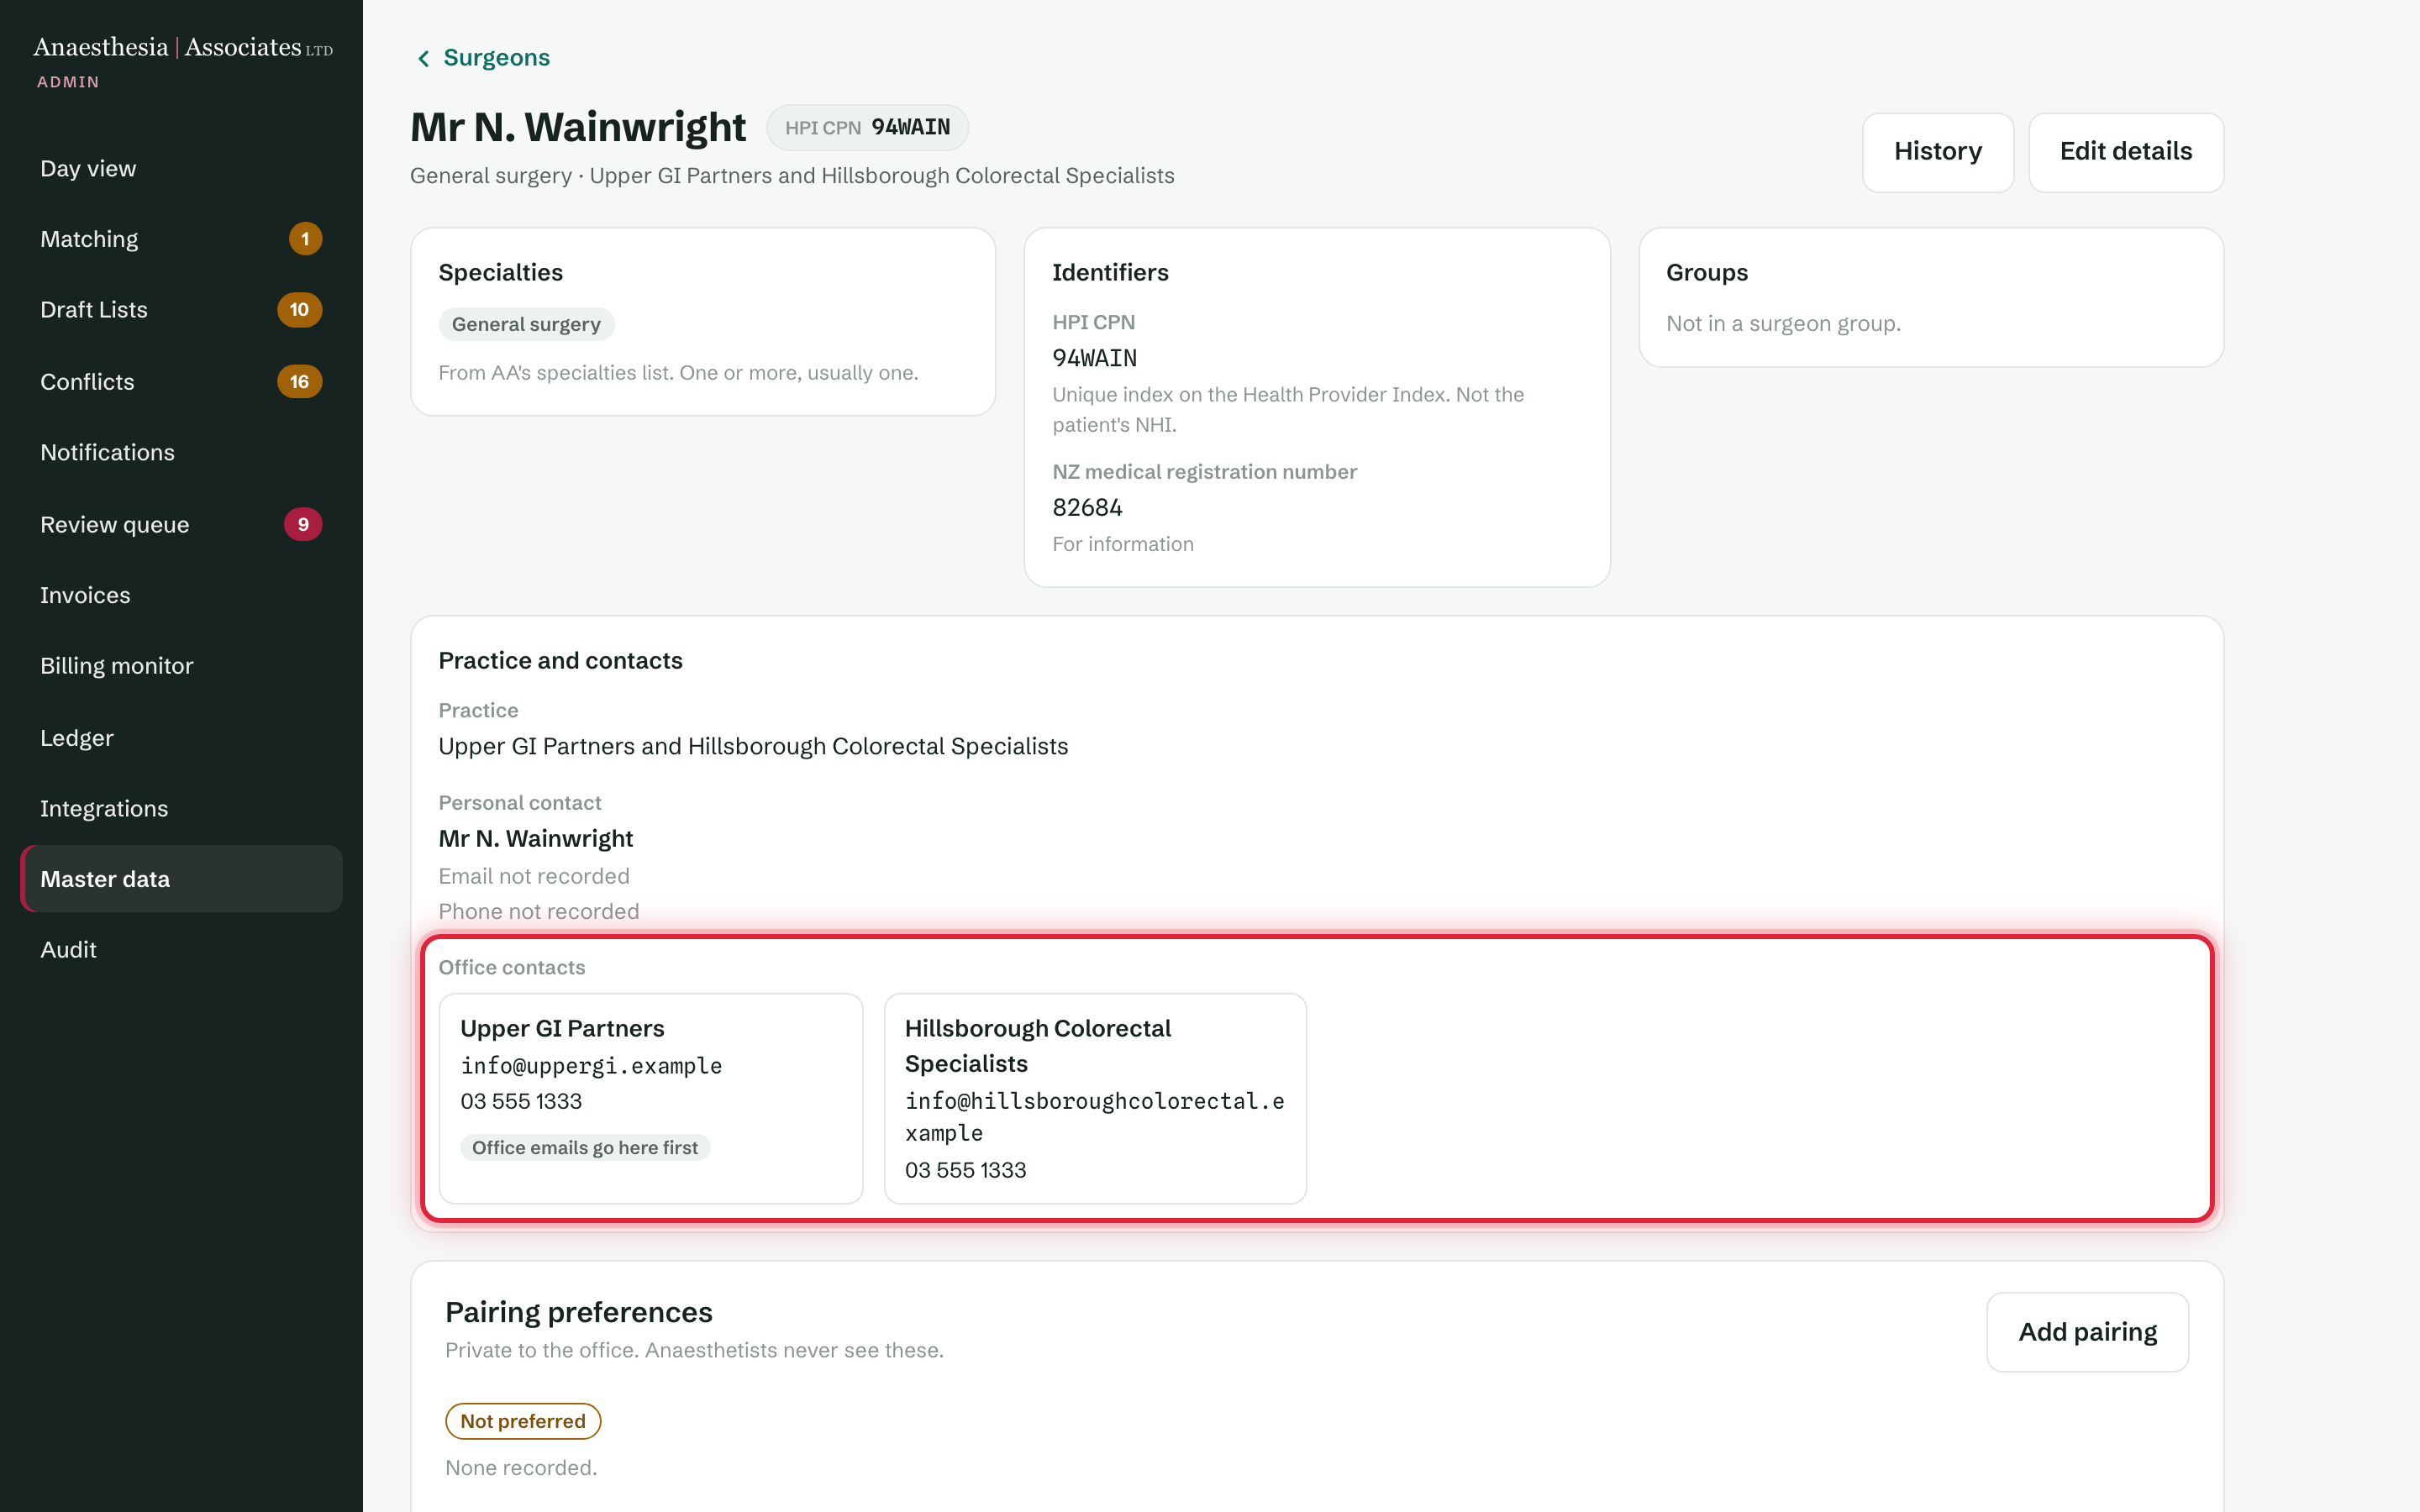 Anaesthesia | Associates LTD
ADMIN
Day view
Matching 1
Draft Lists 10
Conflicts 16
Notifications
Review queue 9
Invoices
Billing monitor
Ledger
Integrations
Master data
Audit
Surgeons
Mr N. Wainwright HPI CPN 94WAIN
General surgery · Upper GI Partners and Hillsborough Colorectal Specialists
History
Edit details
Specialties
General surgery
From AA's specialties list. One or more, usually one.
Identifiers
HPI CPN
94WAIN
Unique index on the Health Provider Index. Not the
patient's NHI.
NZ medical registration number
82684
For information
Groups
Not in a surgeon group.
Practice and contacts
Practice
Upper GI Partners and Hillsborough Colorectal Specialists
Personal contact
Mr N. Wainwright
Email not recorded
Phone not recorded
Office contacts
Upper GI Partners
info@uppergi.example
03 555 1333
Office emails go here first
Hillsborough Colorectal
Specialists
info@hillsboroughcolorectal.e
xample
03 555 1333
Pairing preferences
Private to the office. Anaesthetists never see these.
Add pairing
Not preferred
None recorded.